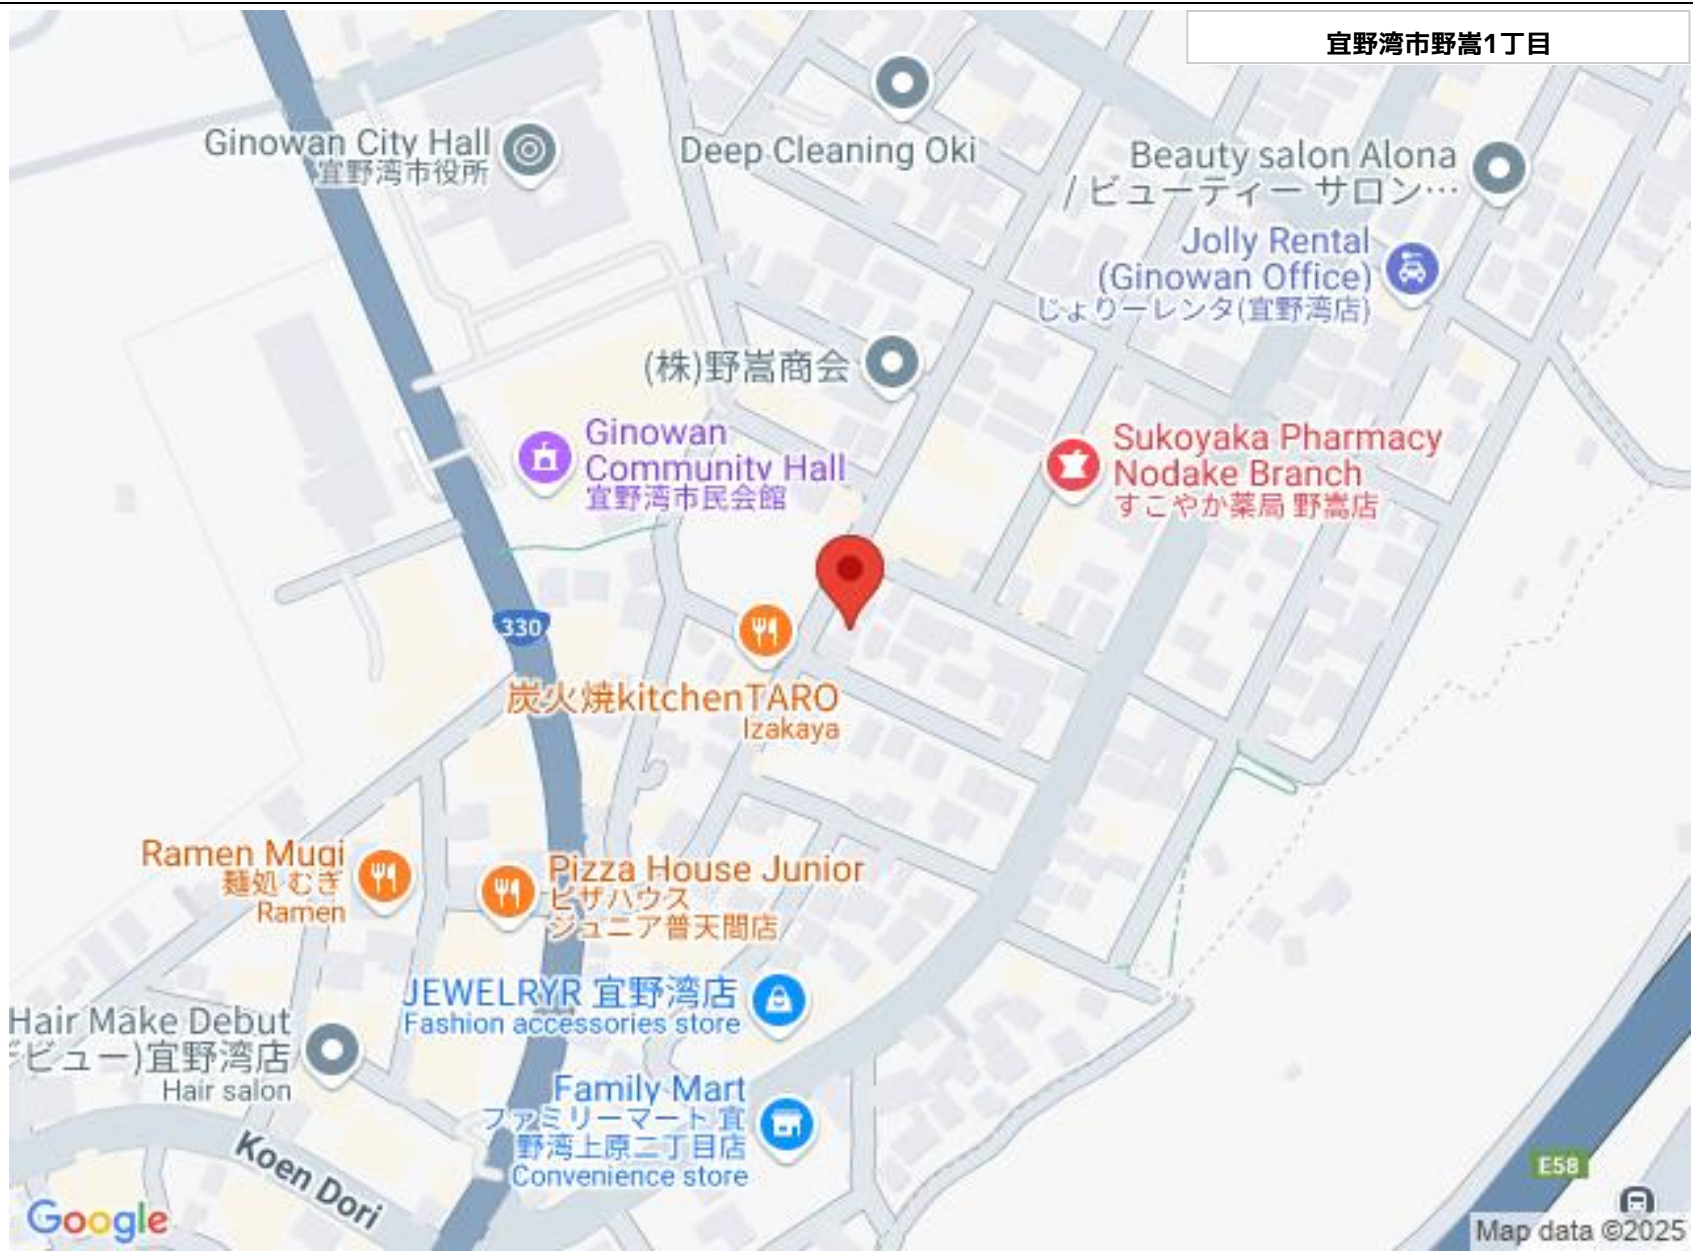 宜野湾市野嵩1丁目
Ginowan City Hall
宜野湾市役所
Deep Cleaning Oki
Beauty salon Alona
/ ビューティー サロン…
Jolly Rental
(Ginowan Office)
じょりーレンタ(宜野湾店)
(株)野嵩商会
Ginowan
Community Hall
宜野湾市民会館
Sukoyaka Pharmacy
Nodake Branch
すこやか薬局 野嵩店
330
炭火焼kitchenTARO
Izakaya
Ramen Mugi
麺処 むぎ
Ramen
Pizza House Junior
ピザハウス
ジュニア普天間店
JEWELRYR 宜野湾店
Fashion accessories store
Hair Make Debut
デビュー)宜野湾店
Hair salon
Family Mart
ファミリーマート 宜
野湾上原二丁目店
Convenience store
Koen Dori
E58
Google
Map data ©2025